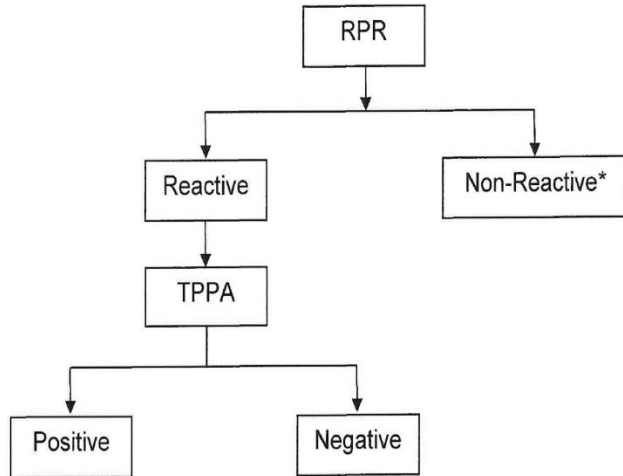 RPR
Reactive
Non-Reactive*
TPPA
Positive
Negative